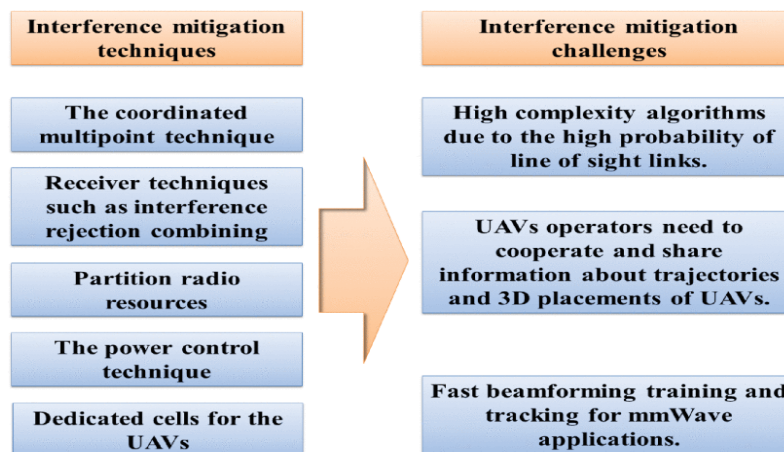 Interference mitigation
techniques
The coordinated
multipoint technique
Receiver techniques
such as interference
rejection combining
Partition radio
resources
The power control
technique
Dedicated cells for the
UAVs
Interference mitigation
challenges
High complexity algorithms
due to the high probability of
line of sight links.
UAVs operators need to
cooperate and share
information about trajectories
and 3D placements of UAVs.
Fast beamforming training and
tracking for mmWave
applications.